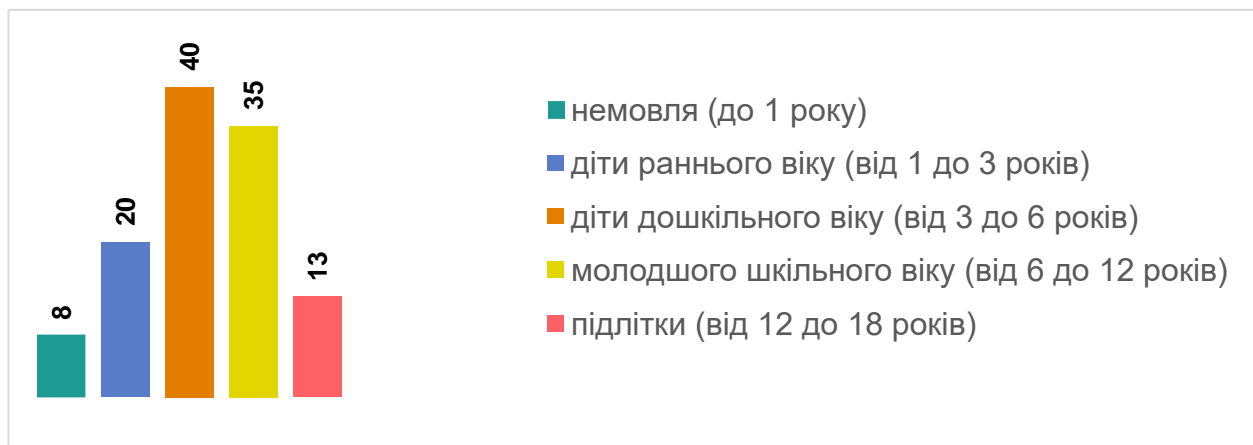 8
20
40
35
13
немовля (до 1 року)
діти раннього віку (від 1 до 3 років)
діти дошкільного віку (від 3 до 6 років)
молодшого шкільного віку (від 6 до 12 років)
підлітки (від 12 до 18 років)